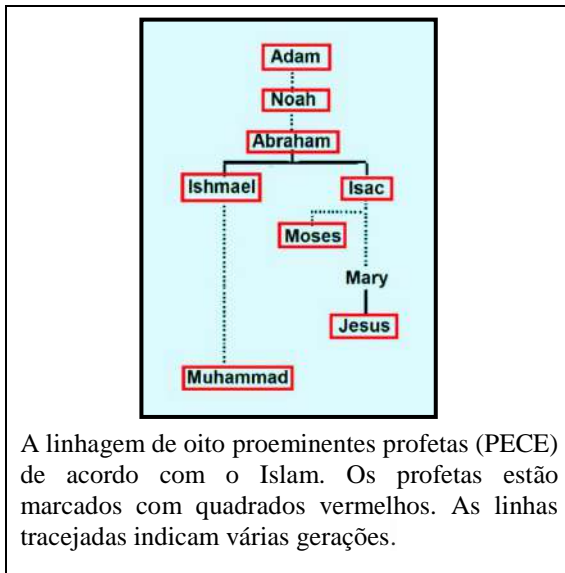 Adam
Noah
Abraham
Ishmael Isac
Moses
Mary
Jesus
Muhammad
A linhagem de oito proeminentes profetas (PECE)
de acordo com o Islam. Os profetas estão
marcados com quadrados vermelhos. As linhas
tracejadas indicam várias gerações.